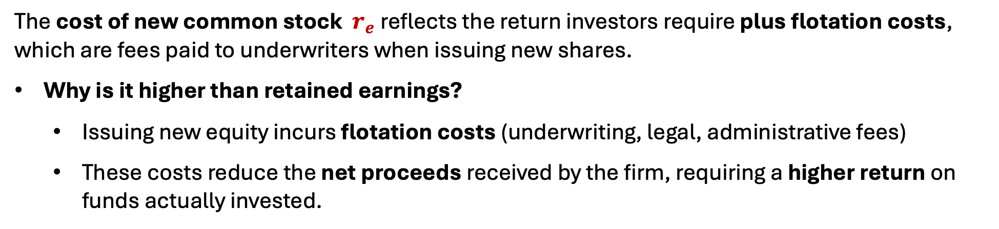 The cost of new common stock rₑ reflects the return investors require plus flotation costs,
which are fees paid to underwriters when issuing new shares.
• Why is it higher than retained earnings?
• Issuing new equity incurs flotation costs (underwriting, legal, administrative fees)
• These costs reduce the net proceeds received by the firm, requiring a higher return on
funds actually invested.